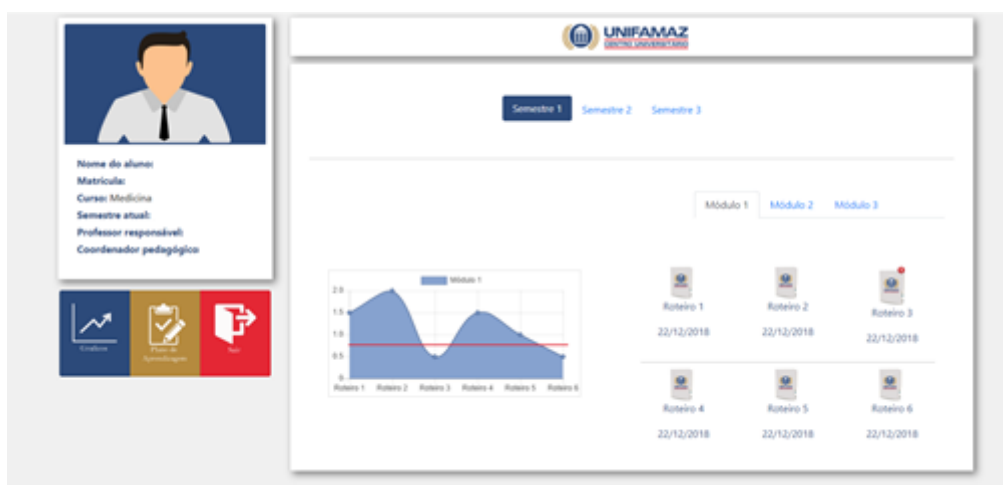 UNIFAMAZ
CENTRO UNIVERSITÁRIO
Semestre 1 Semestre 2 Semestre 3
Nome do aluno:
Matrícula:
Curso: Medicina
Semestre atual:
Professor responsável:
Coordenador pedagógico:
Gráficos
Plano de
Aprendizagem
Sair
Módulo 1 Módulo 2 Módulo 3
Módulo 1
2.0
1.5
1.0
0.5
0
Roteiro 1 Roteiro 2 Roteiro 3 Roteiro 4 Roteiro 5 Roteiro 6
Roteiro 1 Roteiro 2 Roteiro 3
22/12/2018 22/12/2018 22/12/2018
Roteiro 4 Roteiro 5 Roteiro 6
22/12/2018 22/12/2018 22/12/2018